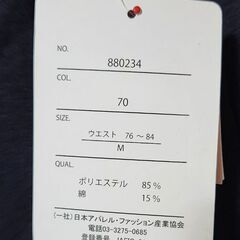 NO.
880234
COL.
70
SIZE.
ウエスト 76 ～ 84
M
QUAL.
ポリエステル 85 %
綿 15 %
(一社)日本アパレル・ファッション産業協会
電話03-3275-0685
登録番号